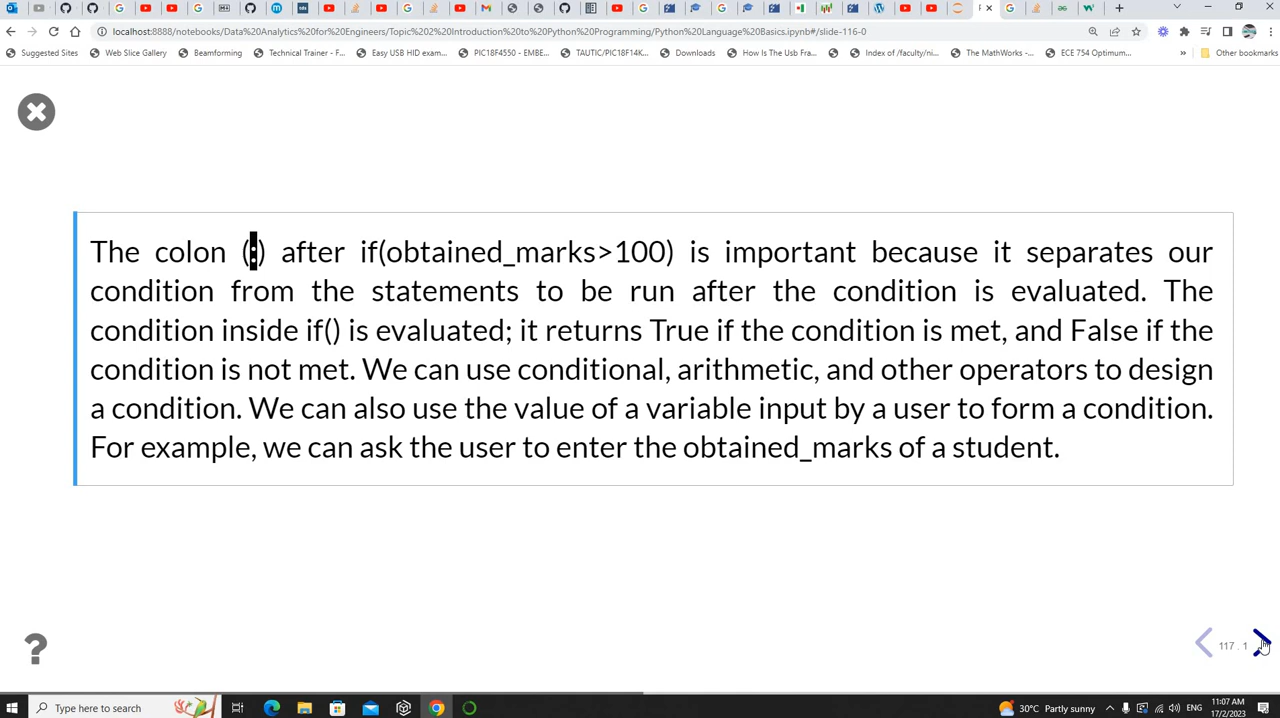 localhost:8888/notebooks/Data%20Analytics%20for%20Engineers/Topic%202%20Introduction%20to%20Python%20Programming/Python%20Language%20Basics.ipynb#/slide-116-0
Suggested Sites Web Slice Gallery Beamforming Technical Trainer - F... Easy USB HID exam... PIC18F4550 - EMBE... TAUTIC/PIC18F14K... Downloads How Is The Usb Fra... Index of /faculty/ni... The MathWorks -... ECE 754 Optimum... » Other bookmarks
The colon (:) after if(obtained_marks>100) is important because it separates our
condition from the statements to be run after the condition is evaluated. The
condition inside if() is evaluated; it returns True if the condition is met, and False if the
condition is not met. We can use conditional, arithmetic, and other operators to design
a condition. We can also use the value of a variable input by a user to form a condition.
For example, we can ask the user to enter the obtained_marks of a student.
?
117 . 1
Type here to search
30°C Partly sunny
ENG
11:07 AM
17/2/2023